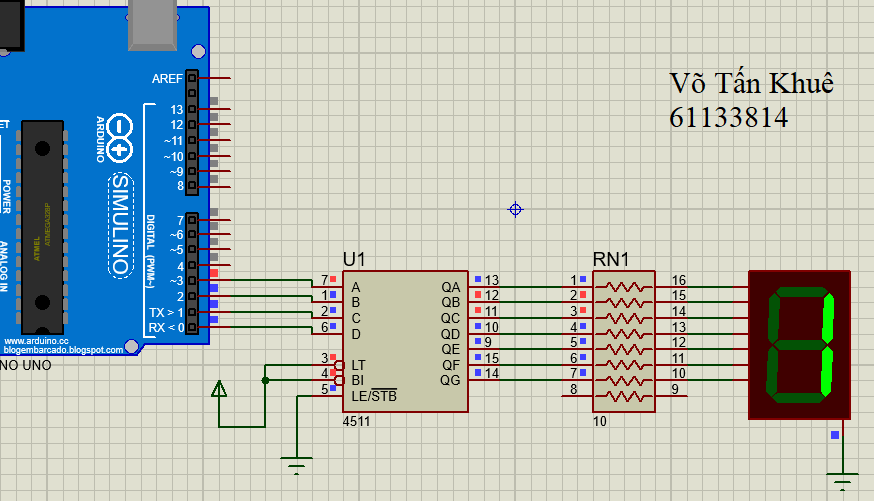 AREF
13
12
~11
~10
~9
8
7
~6
~5
4
~3
2
TX > 1
RX < 0
ARDUINO
SIMULINO
DIGITAL (PWM~)
POWER
ANALOG IN
ATMEL
ATMEGA328P
www.arduino.cc
blogembarcado.blogspot.com
NO UNO
Võ Tấn Khuê
61133814
U1
7 A QA 13
1 B QB 12
2 C QC 11
6 D QD 10
QE 9
3 LT QF 15
4 BI QG 14
5 LE/STB
4511
RN1
1 16
2 15
3 14
4 13
5 12
6 11
7 10
8 9
10